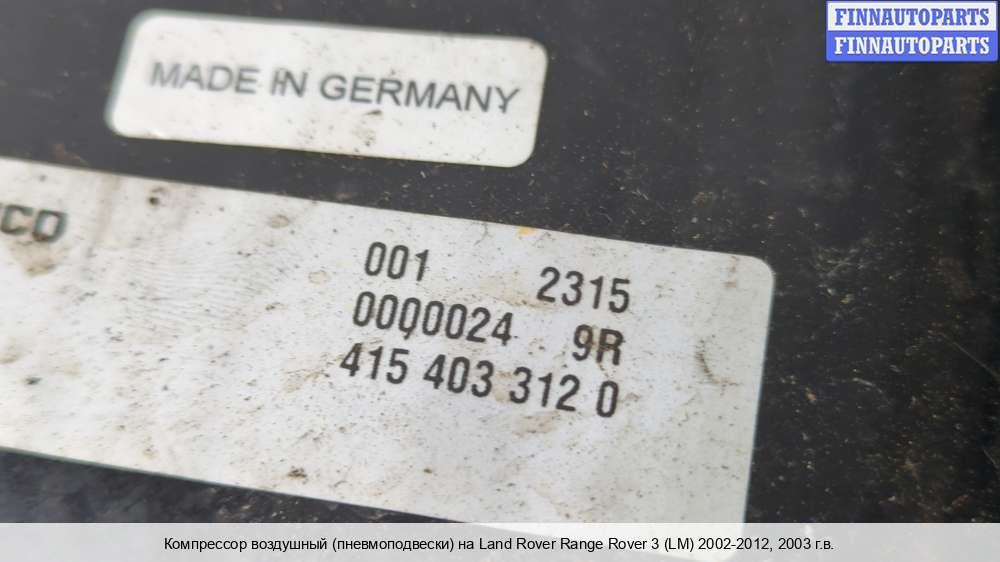 FINNAUTOPARTS
FINNAUTOPARTS
MADE IN GERMANY
001 2315
0000024 9R
415 403 312 0
Компрессор воздушный (пневмоподвески) на Land Rover Range Rover 3 (LM) 2002-2012, 2003 г.в.